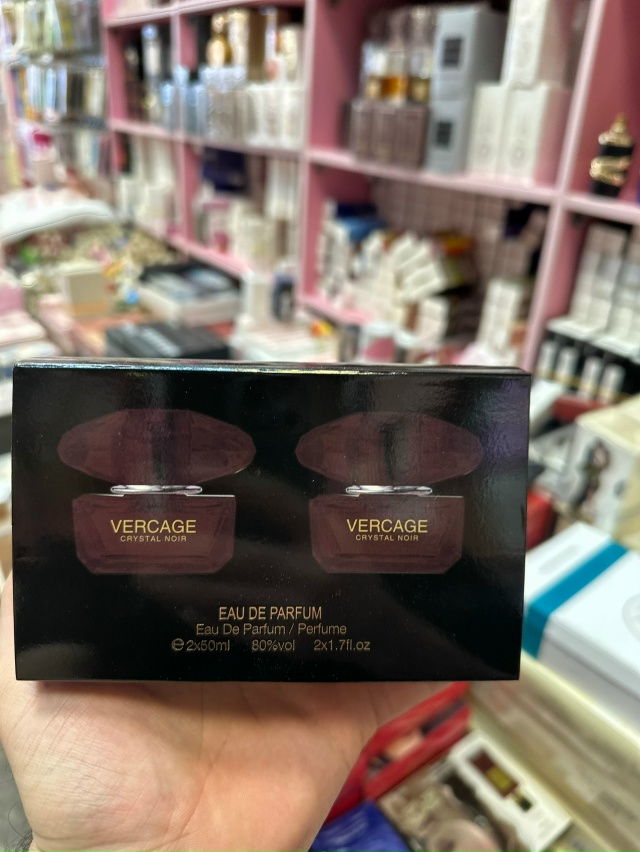 VERCAGE
CRYSTAL NOIR
VERCAGE
CRYSTAL NOIR
EAU DE PARFUM
Eau De Parfum / Perfume
℮2x50ml 80%vol 2x1.7fl.oz